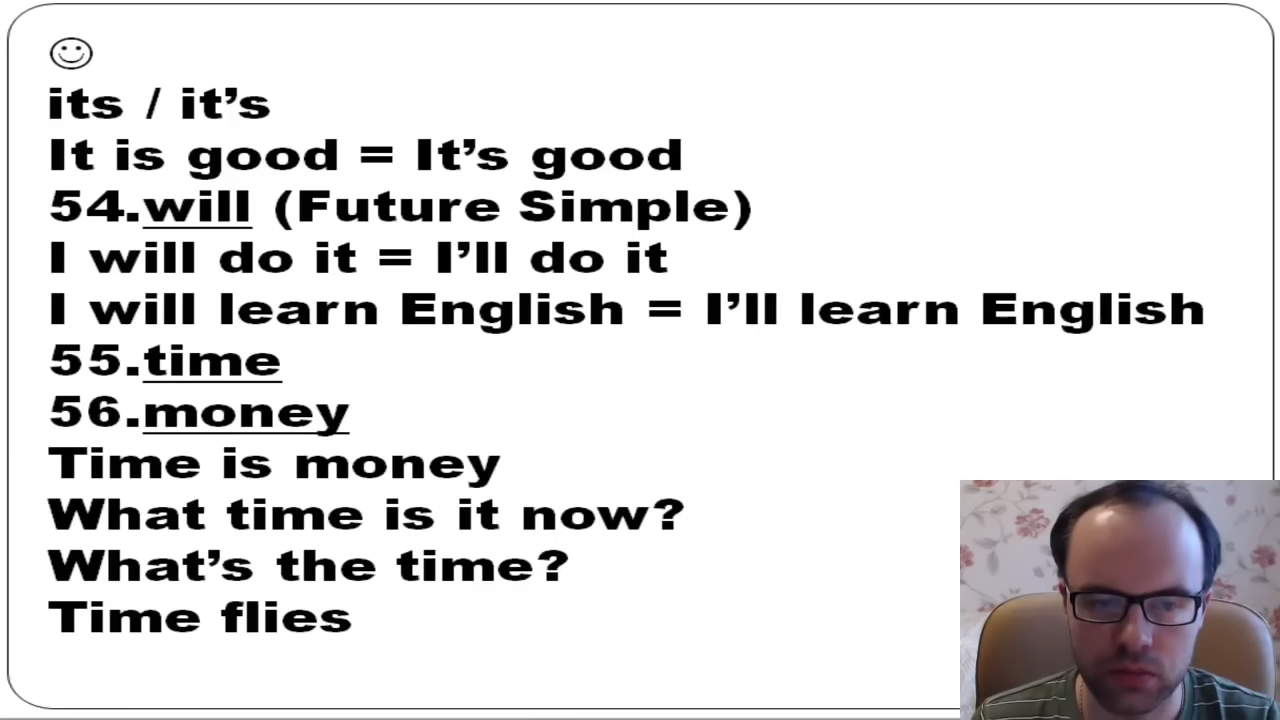 its / it’s
It is good = It’s good
54.will (Future Simple)
I will do it = I’ll do it
I will learn English = I’ll learn English
55.time
56.money
Time is money
What time is it now?
What’s the time?
Time flies